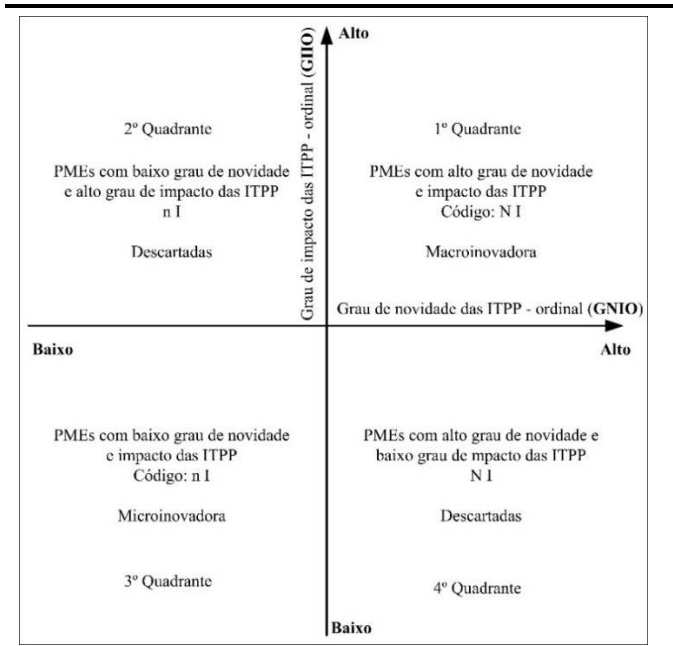 Alto
Grau de impacto das ITPP - ordinal (GIIO)
2º Quadrante
PMEs com baixo grau de novidade
e alto grau de impacto das ITPP
n I
Descartadas
1º Quadrante
PMEs com alto grau de novidade
e impacto das ITPP
Código: N I
Macroinovadora
Grau de novidade das ITPP - ordinal (GNIO)
Baixo
Alto
PMEs com baixo grau de novidade
e impacto das ITPP
Código: n I
Microinovadora
3º Quadrante
PMEs com alto grau de novidade e
baixo grau de mpacto das ITPP
N I
Descartadas
4º Quadrante
Baixo